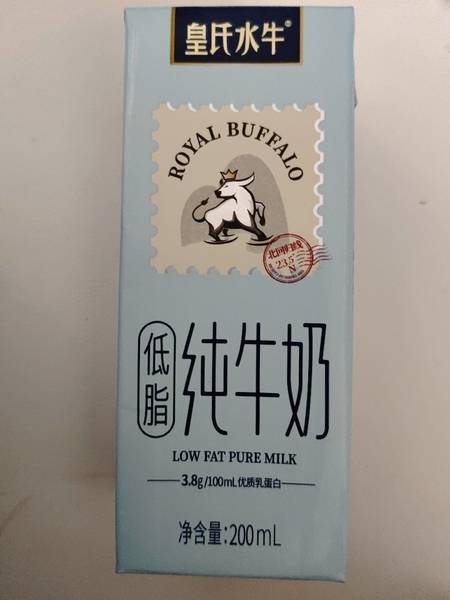 皇氏水牛®
ROYAL BUFFALO
北回归线
23.5°
N
低脂
纯牛奶
LOW FAT PURE MILK
3.8g/100mL优质乳蛋白
净含量:200mL